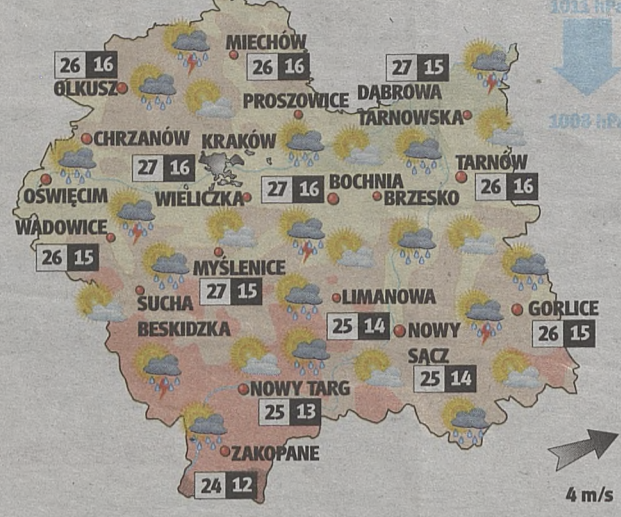 1011 hPa
MIECHÓW
26 16
26 16
27 15
OLKUSZ
DĄBROWA
TARNOWSKA
PROSZOWICE
1008 hPa
CHRZANÓW
KRAKÓW
27 16
TARNÓW
26 16
OŚWIĘCIM
WIELICZKA
27 16
BOCHNIA
BRZESKO
WADOWICE
26 15
MYŚLENICE
27 15
SUCHA
BESKIDZKA
LIMANOWA
25 14
GORLICE
26 15
NOWY
SĄCZ
25 14
NOWY TARG
25 13
ZAKOPANE
24 12
4 m/s